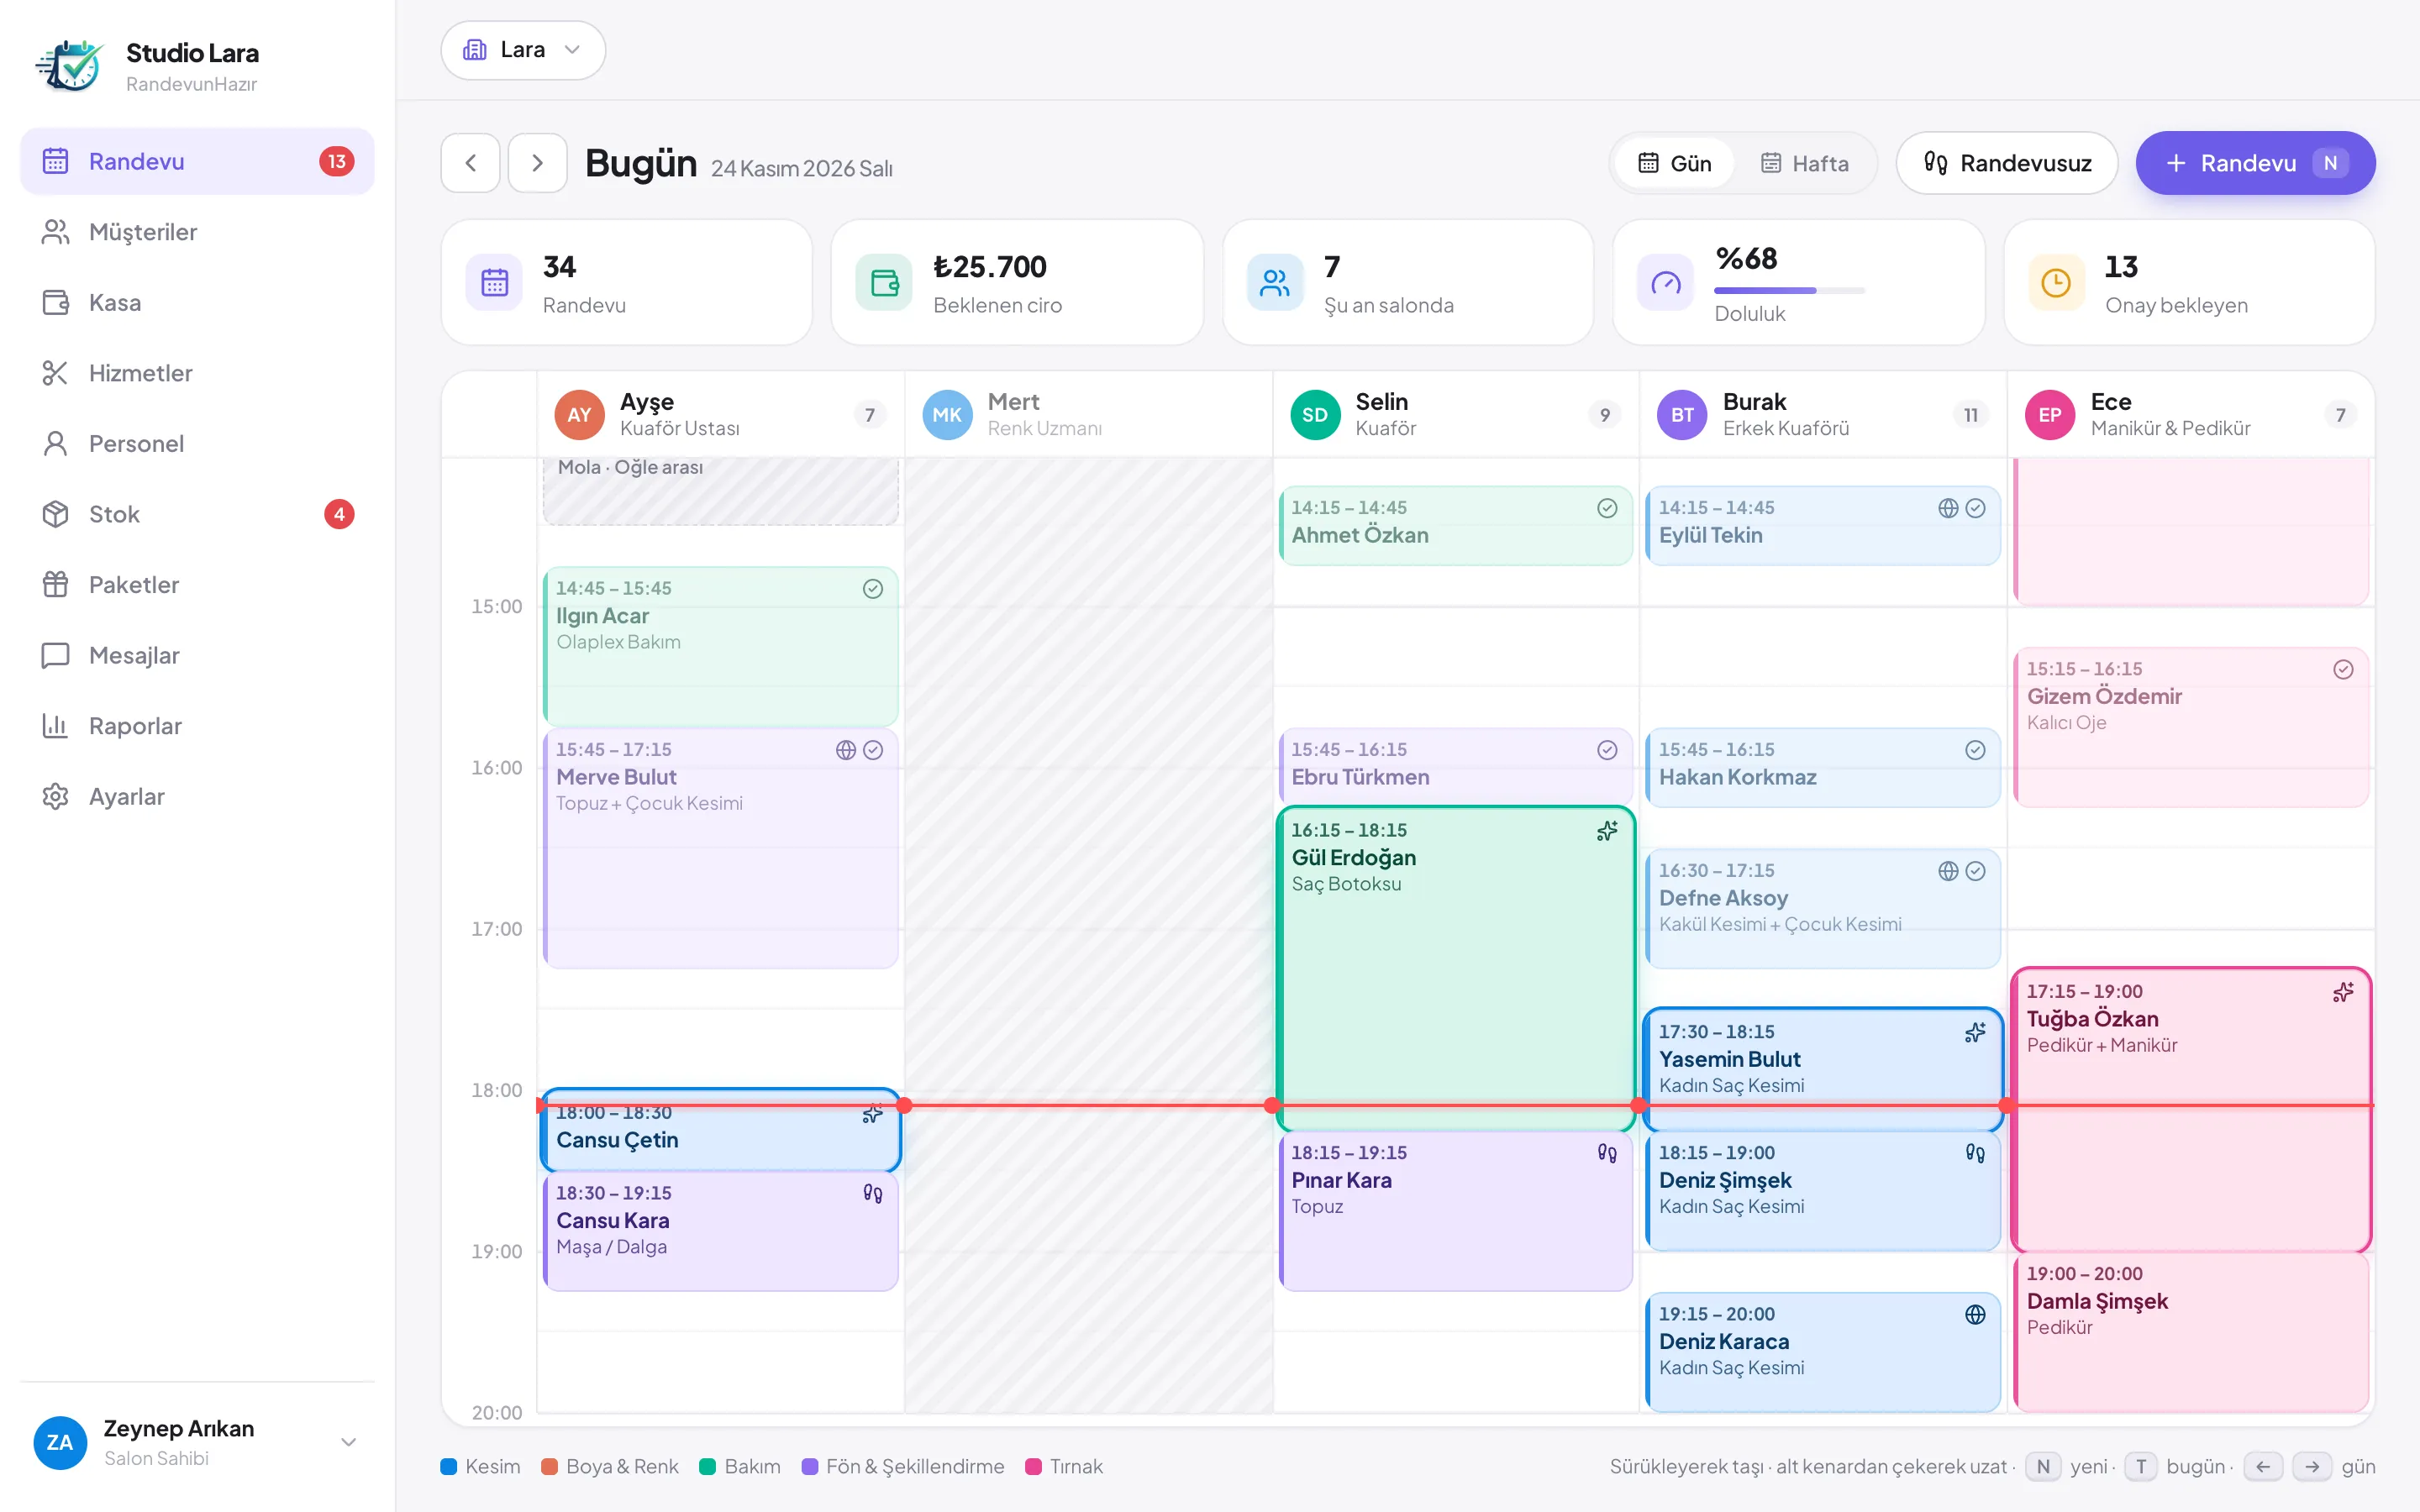 Studio Lara
RandevunHazır
Randevu 13
Müşteriler
Kasa
Hizmetler
Personel
Stok 4
Paketler
Mesajlar
Raporlar
Ayarlar
Zeynep Arıkan
ZA
Salon Sahibi
Lara
Bugün 24 Kasım 2026 Salı
Gün Hafta
Randevusuz
Randevu N
34
Randevu
₺25.700
Beklenen ciro
7
Şu an salonda
%68
Doluluk
13
Onay bekleyen
AY Ayşe 7
Kuaför Ustası
MK Mert
Renk Uzmanı
SD Selin 9
Kuaför
BT Burak 11
Erkek Kuaförü
EP Ece 7
Manikür & Pedikür
15:00
16:00
17:00
18:00
19:00
20:00
Mola · Öğle arası
14:45 – 15:45
Ilgın Acar
Olaplex Bakım
15:45 – 17:15
Merve Bulut
Topuz + Çocuk Kesimi
18:00 – 18:30
Cansu Çetin
18:30 – 19:15
Cansu Kara
Maşa / Dalga
14:15 – 14:45
Ahmet Özkan
15:45 – 16:15
Ebru Türkmen
16:15 – 18:15
Gül Erdoğan
Saç Botoksu
18:15 – 19:15
Pınar Kara
Topuz
14:15 – 14:45
Eylül Tekin
15:45 – 16:15
Hakan Korkmaz
16:30 – 17:15
Defne Aksoy
Kakül Kesimi + Çocuk Kesimi
17:30 – 18:15
Yasemin Bulut
Kadın Saç Kesimi
18:15 – 19:00
Deniz Şimşek
Kadın Saç Kesimi
19:15 – 20:00
Deniz Karaca
Kadın Saç Kesimi
15:15 – 16:15
Gizem Özdemir
Kalıcı Oje
17:15 – 19:00
Tuğba Özkan
Pedikür + Manikür
19:00 – 20:00
Damla Şimşek
Pedikür
Kesim Boya & Renk Bakım Fön & Şekillendirme Tırnak
Sürükleyerek taşı · alt kenardan çekerek uzat · N yeni · T bugün · ← → gün